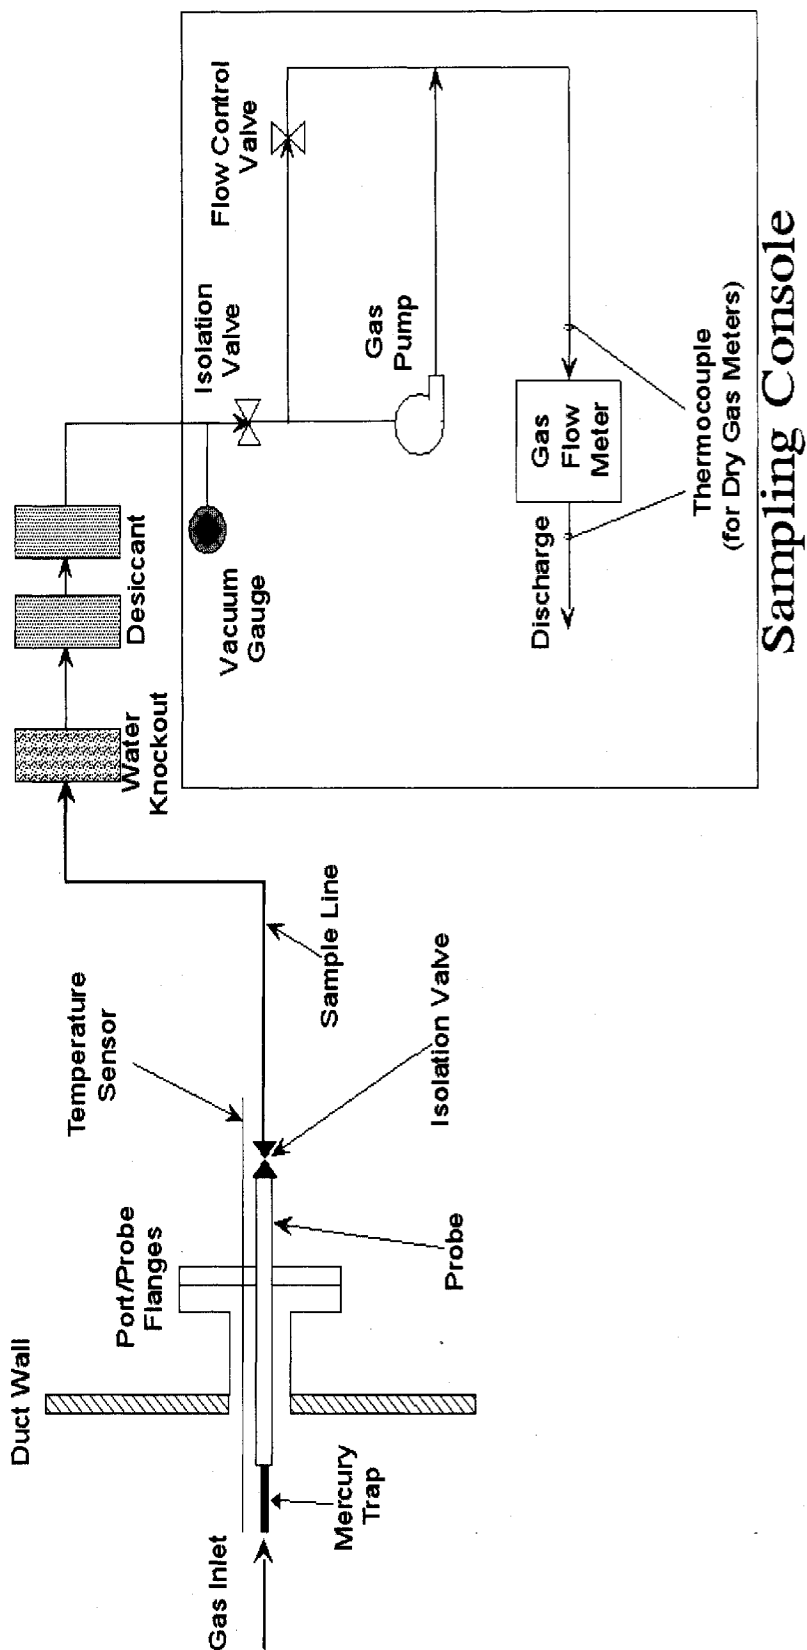 Gas Inlet
Mercury
Trap
Duct Wall
Port/Probe
Flanges
Probe
Temperature
Sensor
Isolation Valve
Sample Line
Water
Knockout
Desiccant
Vacuum
Gauge
Isolation
Valve
Flow Control
Valve
Gas
Pump
Gas
Flow
Meter
Discharge
Thermocouple
(for Dry Gas Meters)
Sampling Console